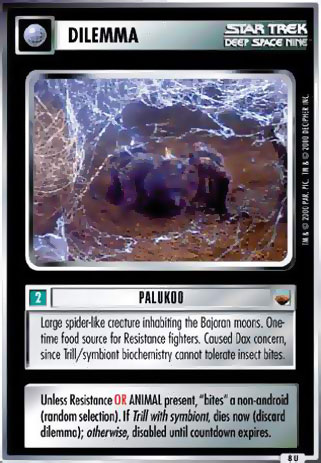 DILEMMA
STAR TREK
DEEP SPACE NINE
TM & © 2000 PAR. PIC. TM & © 2000 DECIPHER INC.
2
PALUKOO
Large spider-like creature inhabiting the Bajoran moons. One-
time food source for Resistance fighters. Caused Dax concern,
since Trill/symbiont biochemistry cannot tolerate insect bites.
Unless Resistance OR ANIMAL present, "bites" a non-android
(random selection). If Trill with symbiont, dies now (discard
dilemma); otherwise, disabled until countdown expires.
8 U